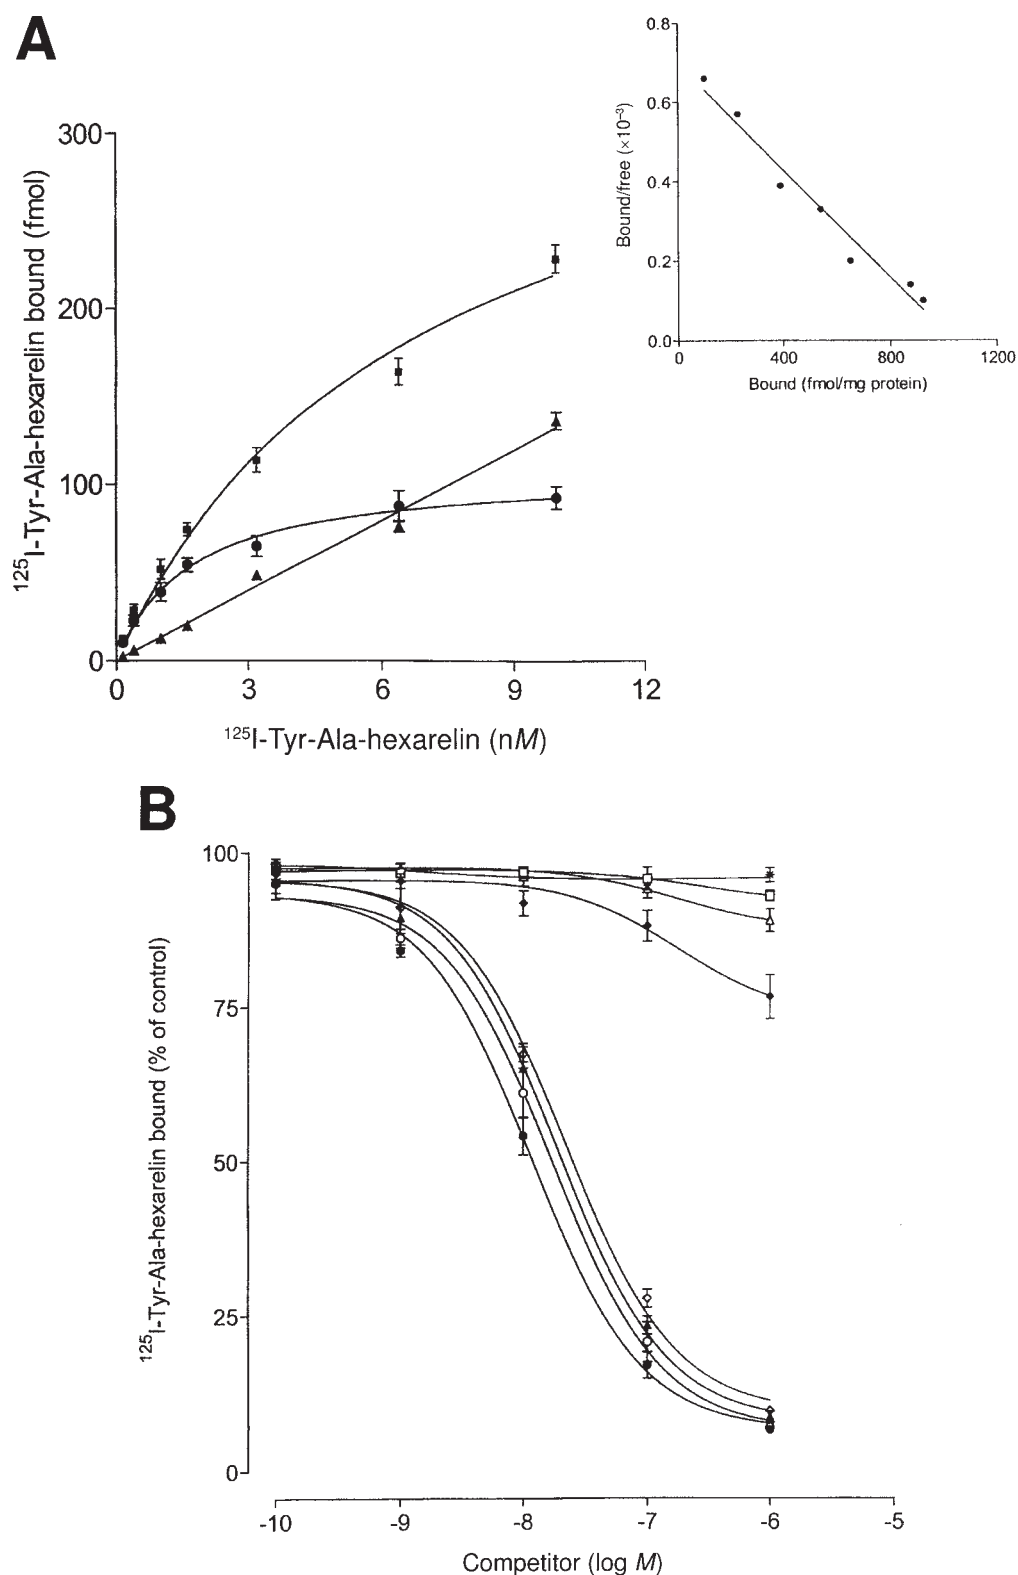 A
300
200
100
0
0 3 6 9 12
¹²⁵I-Tyr-Ala-hexarelin bound (fmol)
¹²⁵I-Tyr-Ala-hexarelin (nM)
0.8
0.6
0.4
0.2
0.0
0 400 800 1200
Bound/free (×10⁻³)
Bound (fmol/mg protein)
B
100
75
50
25
0
-10 -9 -8 -7 -6 -5
¹²⁵I-Tyr-Ala-hexarelin bound (% of control)
Competitor (log M)